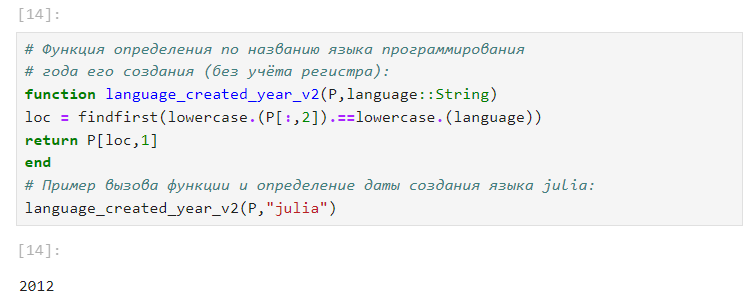 [14]:
# Функция определения по названию языка программирования
# года его создания (без учёта регистра):
function language_created_year_v2(P,language::String)
loc = findfirst(lowercase.(P[:,2]).==lowercase.(language))
return P[loc,1]
end
# Пример вызова функции и определение даты создания языка julia:
language_created_year_v2(P,"julia")
[14]:
2012